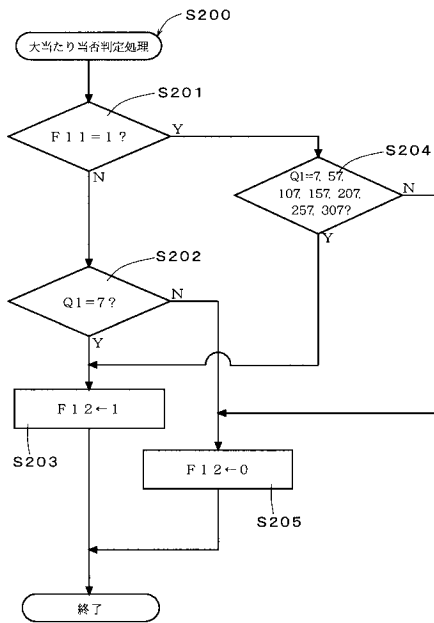 S200
大当たり当否判定処理
S201
F11=1?
Y
N
S204
Q1=7, 57,
107, 157, 207,
257, 307?
N
Y
S202
Q1=7?
N
Y
F12←1
S203
F12←0
S205
終了